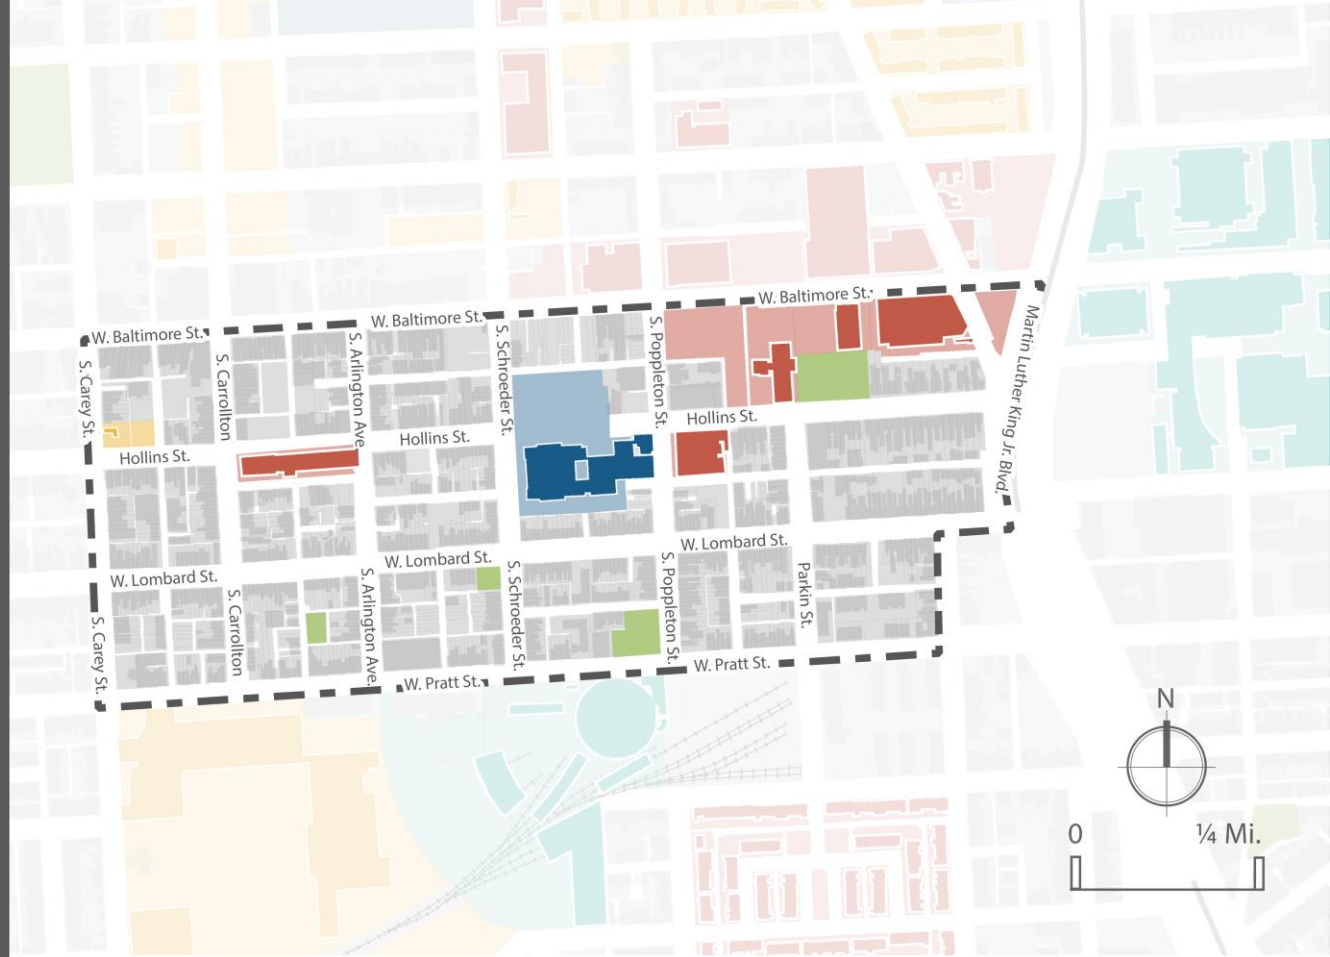 W. Baltimore St.
W. Baltimore St.
W. Baltimore St.
S. Carey St.
S. Carrollton
S. Arlington Ave
S. Schroeder St.
S. Poppleton St.
Martin Luther King Jr. Blvd.
Hollins St.
Hollins St.
Hollins St.
W. Lombard St.
W. Lombard St.
W. Lombard St.
S. Carey St.
S. Carrollton
S. Arlington Ave.
S. Schroeder St.
S. Poppleton St.
Parkin St.
W. Pratt St.
W. Pratt St.
N
0
¼ Mi.